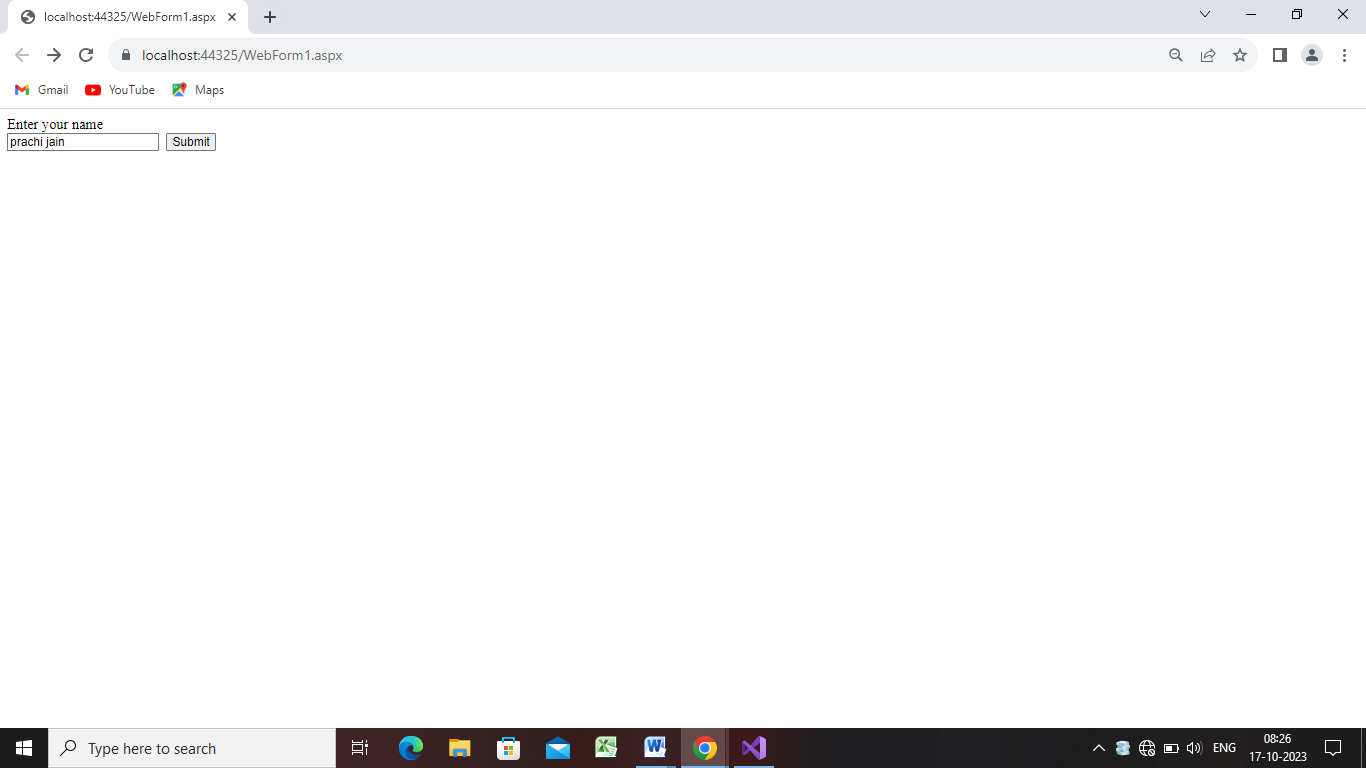 localhost:44325/WebForm1.aspx
localhost:44325/WebForm1.aspx
Gmail YouTube Maps
Enter your name
prachi jain Submit
Type here to search
ENG
08:26
17-10-2023